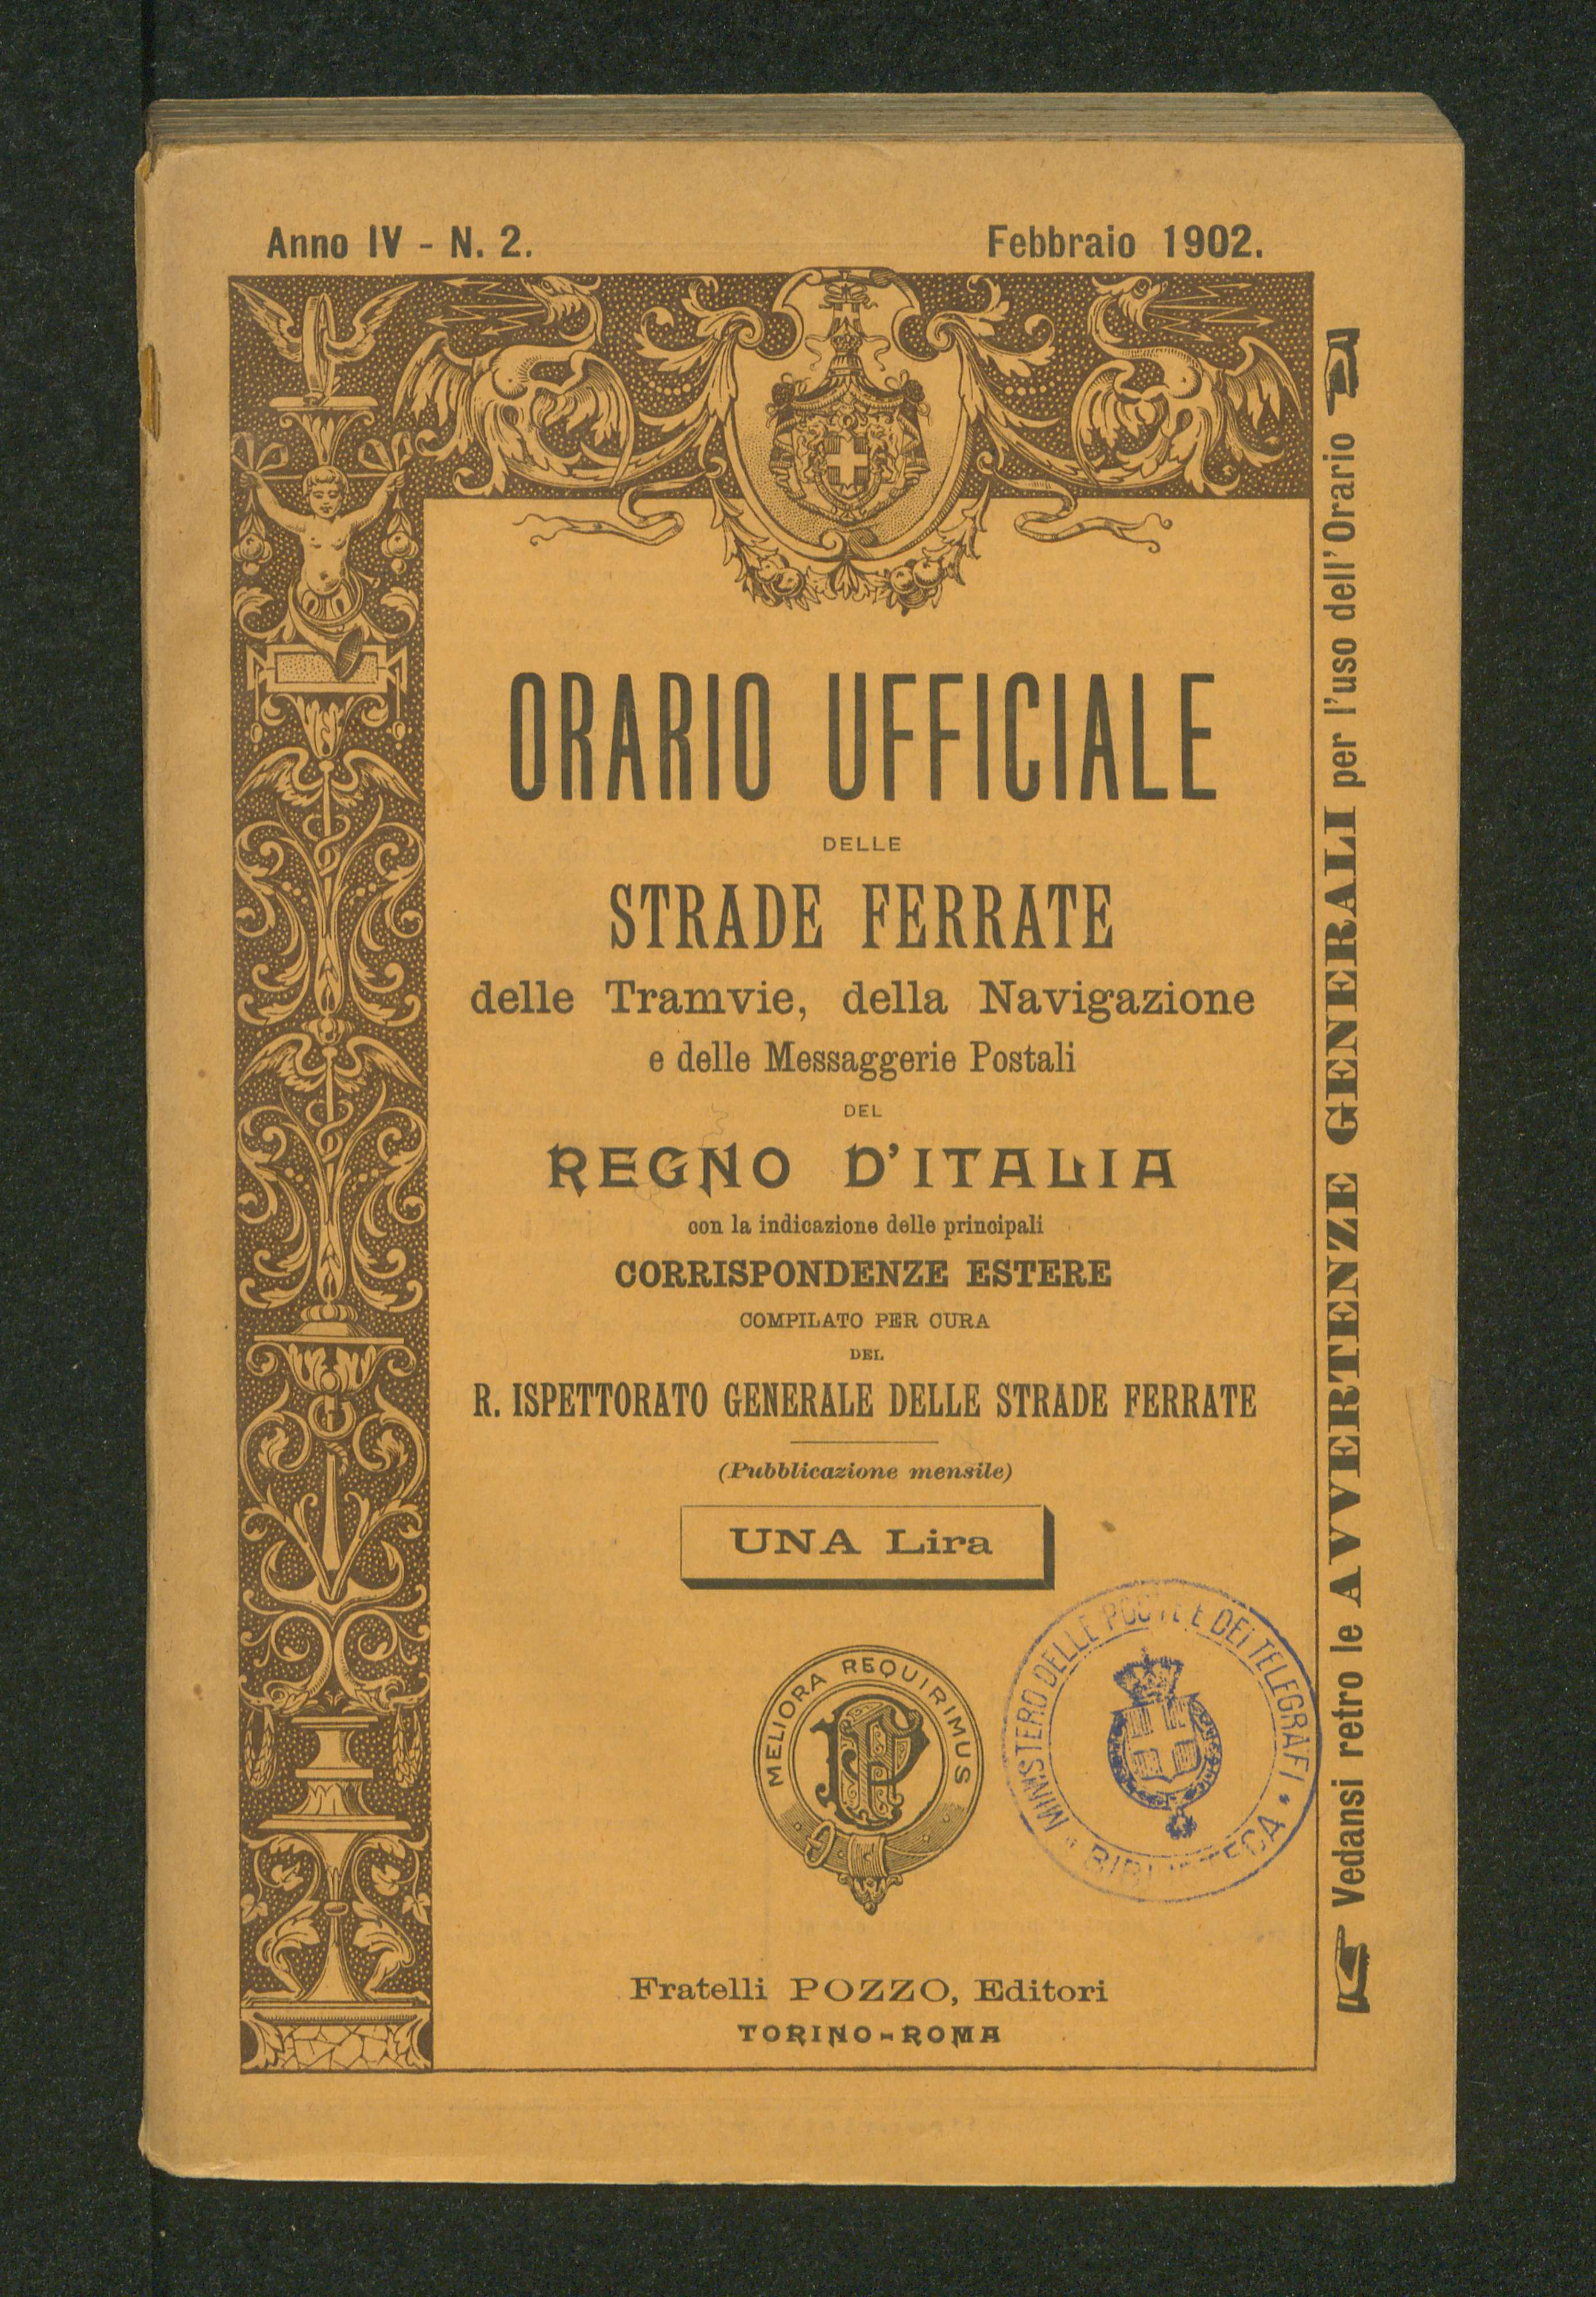 Anno IV - N. 2.
Febbraio 1902.
ORARIO UFFICIALE
DELLE
STRADE FERRATE
delle Tramvie, della Navigazione
e delle Messaggerie Postali
DEL
REGNO D'ITALIA
con la indicazione delle principali
CORRISPONDENZE ESTERE
COMPILATO PER CURA
DEL
R. ISPETTORATO GENERALE DELLE STRADE FERRATE
(Pubblicazione mensile)
UNA Lira
MELIORA REQUIRIMUS
MINISTERO DELLE POSTE E DEI TELEGRAFI
BIBLIOTECA
Fratelli POZZO, Editori
TORINO-ROMA
Vedansi retro le AVVERTENZE GENERALI per l'uso dell'Orario